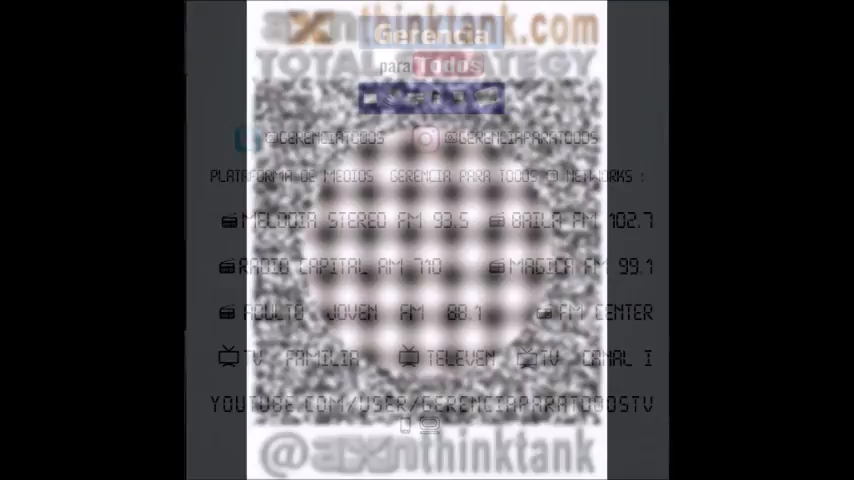 axnthinktank.com
Gerencia
para Todos
TOTAL STRATEGY
@GERENCIATODOS @GERENCIAPARATODOS
PLATAFORMA DE MEDIOS GERENCIA PARA TODOS @ NETWORKS :
MELODIA STEREO FM 93.5 BAILA FM 102.7
RADIO CAPITAL AM 710 MAGICA FM 99.1
ADULTO JOVEN FM 88.1 FM CENTER
TV FAMILIA TELEVEN TV CANAL I
YOUTUBE.COM/USER/GERENCIAPARATODOSTV
@axnthinktank